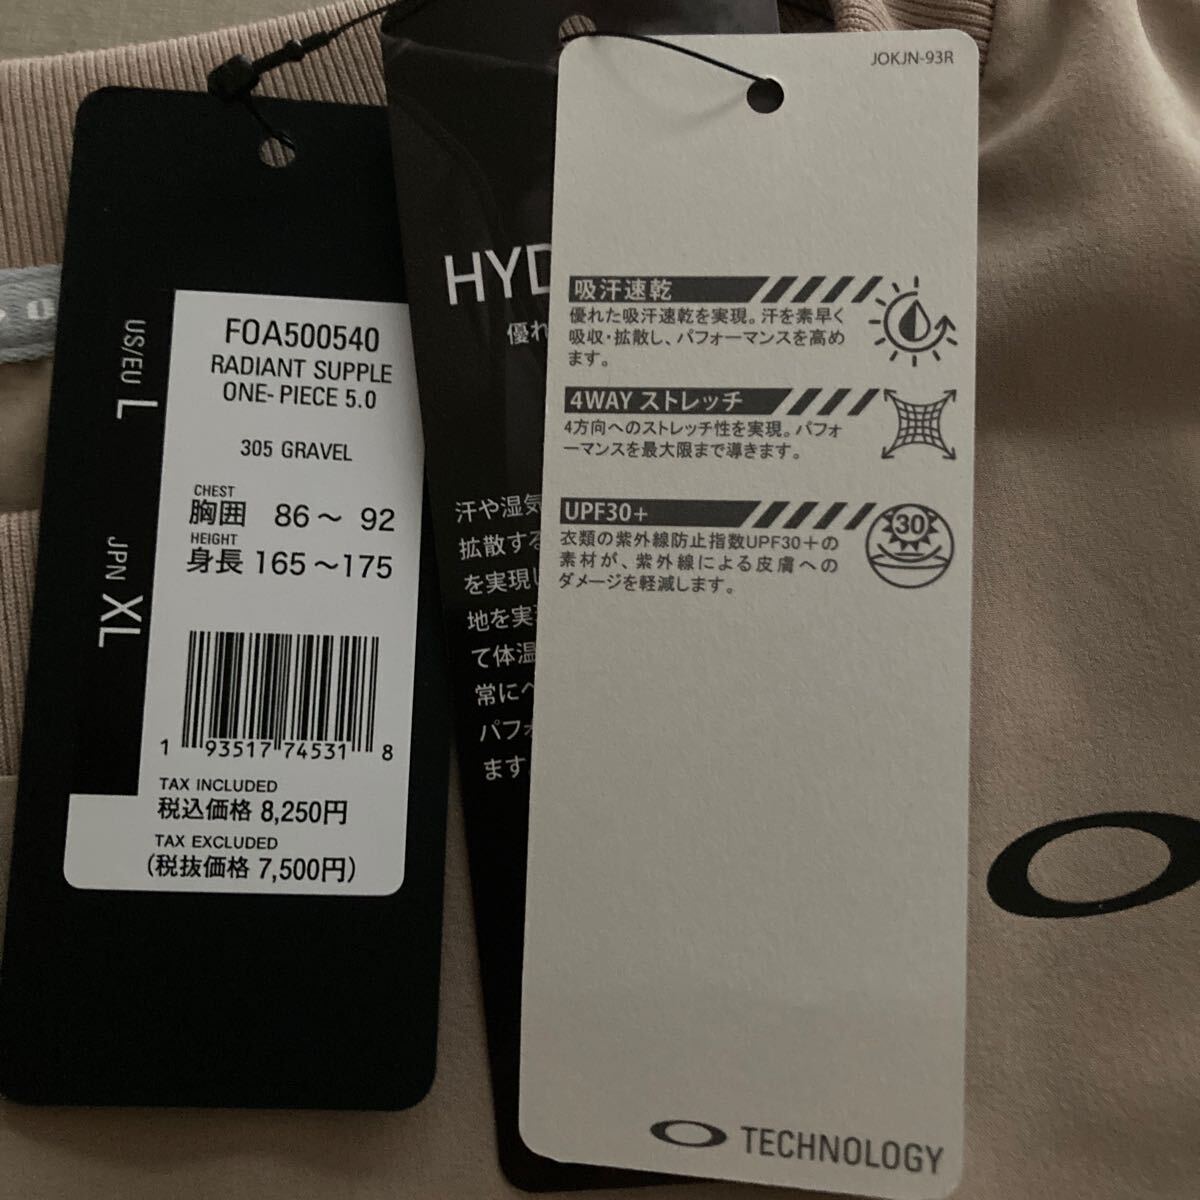 JOKJN-93R
FOA500540
RADIANT SUPPLE
ONE- PIECE 5.0
305 GRAVEL
CHEST
胸囲 86～ 92
HEIGHT
身長 165～175
US/EU L
JPN XL
1 93517 74531 8
TAX INCLUDED
税込価格 8,250円
TAX EXCLUDED
(税抜価格 7,500円)
HYD
優れ
汗や湿気
拡散する
を実現し
地を実
て体温
常にベ
パフォ
ます
吸汗速乾
優れた吸汗速乾を実現。汗を素早く
吸収・拡散し、パフォーマンスを高め
ます。
4WAY ストレッチ
4方向へのストレッチ性を実現。パフォ
ーマンスを最大限まで導きます。
UPF30+
30
衣類の紫外線防止指数UPF30＋の
素材が、紫外線による皮膚への
ダメージを軽減します。
TECHNOLOGY